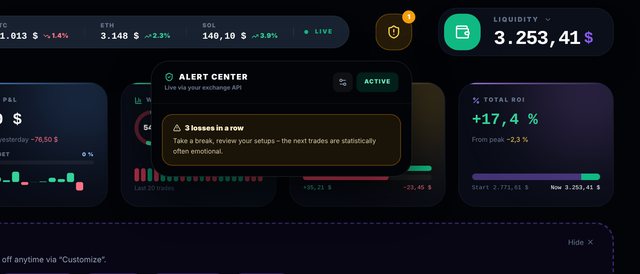 TC ETH SOL
1.013 $ 1.4% 3.148 $ 2.3% 140,10 $ 3.9% LIVE
1
LIQUIDITY
3.253,41 $
ALERT CENTER
Live via your exchange API
ACTIVE
3 losses in a row
Take a break, review your setups – the next trades are statistically
often emotional.
P&L
$
yesterday −76,50 $
0 %
W
54
Last 20 trades
+35,21 $ −23,45 $
TOTAL ROI
+17,4 %
From peak −2,3 %
Start 2.771,61 $ Now 3.253,41 $
Hide ×
off anytime via “Customize”.